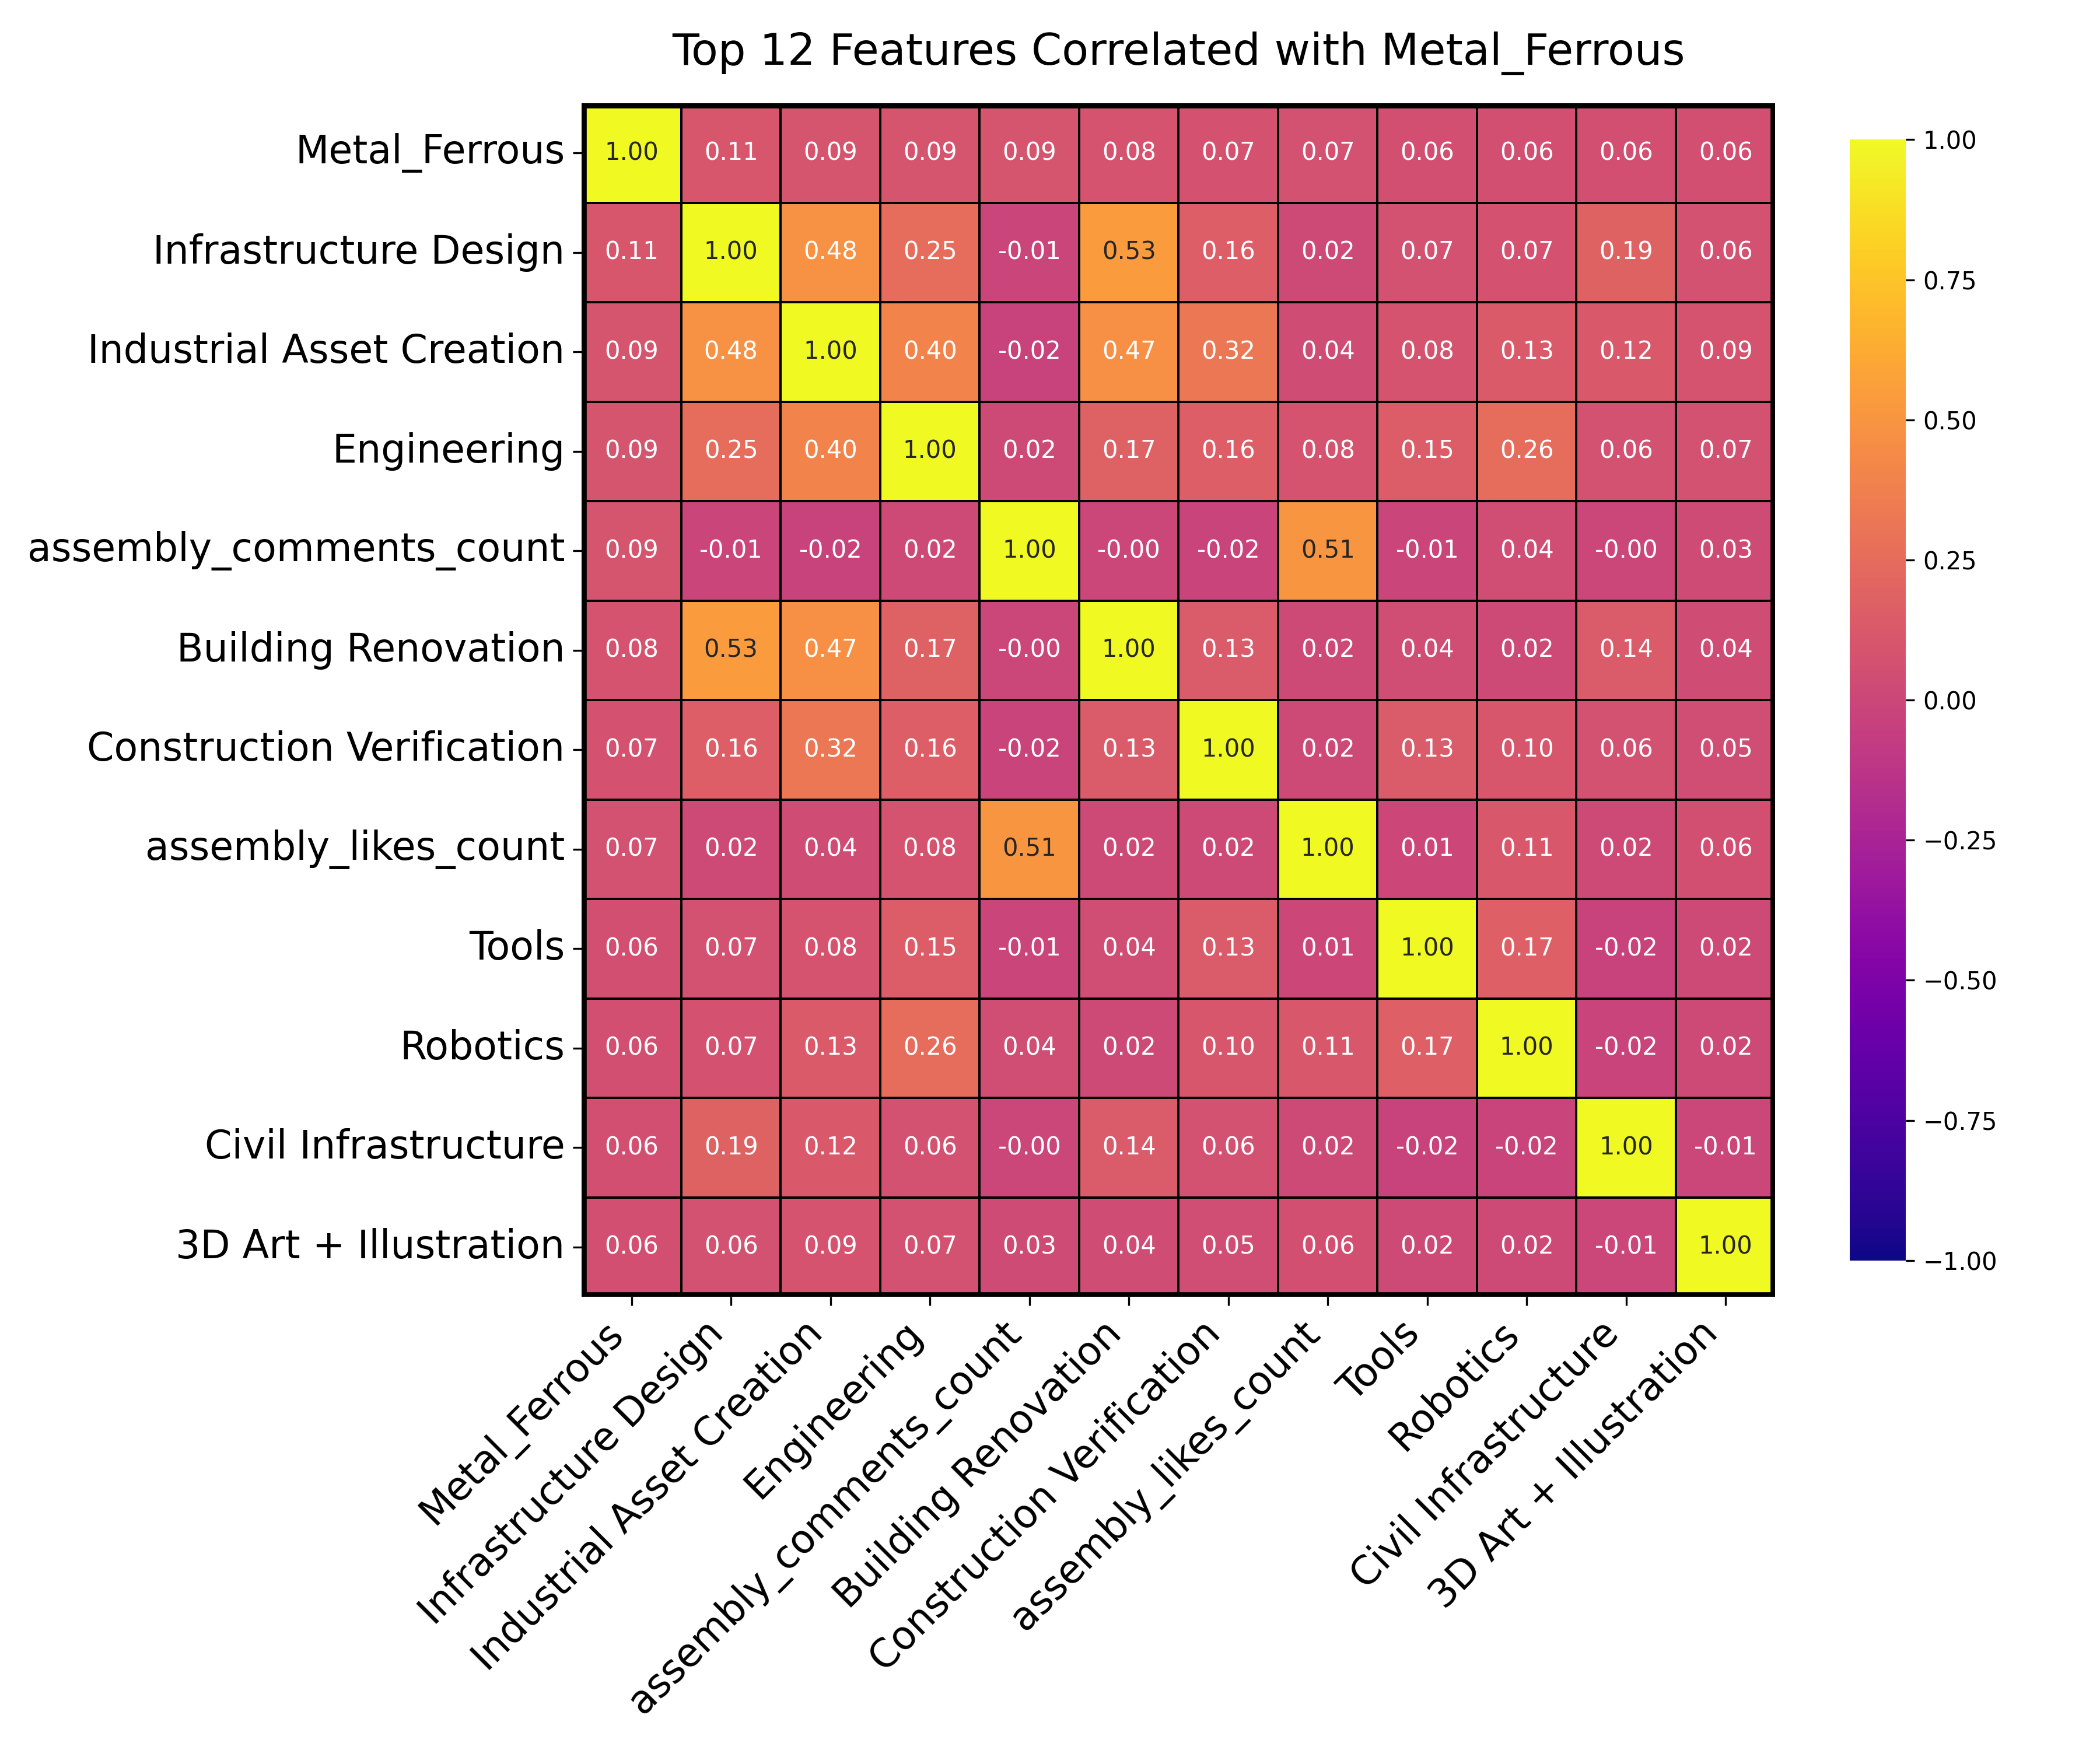 Top 12 Features Correlated with Metal_Ferrous
Metal_Ferrous 1.00 0.11 0.09 0.09 0.09 0.08 0.07 0.07 0.06 0.06 0.06 0.06
Infrastructure Design 0.11 1.00 0.48 0.25 -0.01 0.53 0.16 0.02 0.07 0.07 0.19 0.06
Industrial Asset Creation 0.09 0.48 1.00 0.40 -0.02 0.47 0.32 0.04 0.08 0.13 0.12 0.09
Engineering 0.09 0.25 0.40 1.00 0.02 0.17 0.16 0.08 0.15 0.26 0.06 0.07
assembly_comments_count 0.09 -0.01 -0.02 0.02 1.00 -0.00 -0.02 0.51 -0.01 0.04 -0.00 0.03
Building Renovation 0.08 0.53 0.47 0.17 -0.00 1.00 0.13 0.02 0.04 0.02 0.14 0.04
Construction Verification 0.07 0.16 0.32 0.16 -0.02 0.13 1.00 0.02 0.13 0.10 0.06 0.05
assembly_likes_count 0.07 0.02 0.04 0.08 0.51 0.02 0.02 1.00 0.01 0.11 0.02 0.06
Tools 0.06 0.07 0.08 0.15 -0.01 0.04 0.13 0.01 1.00 0.17 -0.02 0.02
Robotics 0.06 0.07 0.13 0.26 0.04 0.02 0.10 0.11 0.17 1.00 -0.02 0.02
Civil Infrastructure 0.06 0.19 0.12 0.06 -0.00 0.14 0.06 0.02 -0.02 -0.02 1.00 -0.01
3D Art + Illustration 0.06 0.06 0.09 0.07 0.03 0.04 0.05 0.06 0.02 0.02 -0.01 1.00
Metal_Ferrous
Infrastructure Design
Industrial Asset Creation
Engineering
assembly_comments_count
Building Renovation
Construction Verification
assembly_likes_count
Tools
Robotics
Civil Infrastructure
3D Art + Illustration
1.00
0.75
0.50
0.25
0.00
−0.25
−0.50
−0.75
−1.00